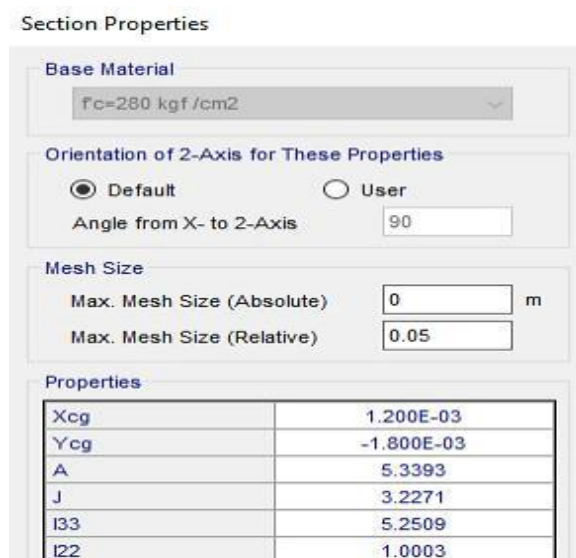 Section Properties
Base Material
f'c=280 kgf /cm2
Orientation of 2-Axis for These Properties
Default User
Angle from X- to 2-Axis 90
Mesh Size
Max. Mesh Size (Absolute) 0 m
Max. Mesh Size (Relative) 0.05
Properties
Xcg 1.200E-03
Ycg -1.800E-03
A 5.3393
J 3.2271
I33 5.2509
I22 1.0003